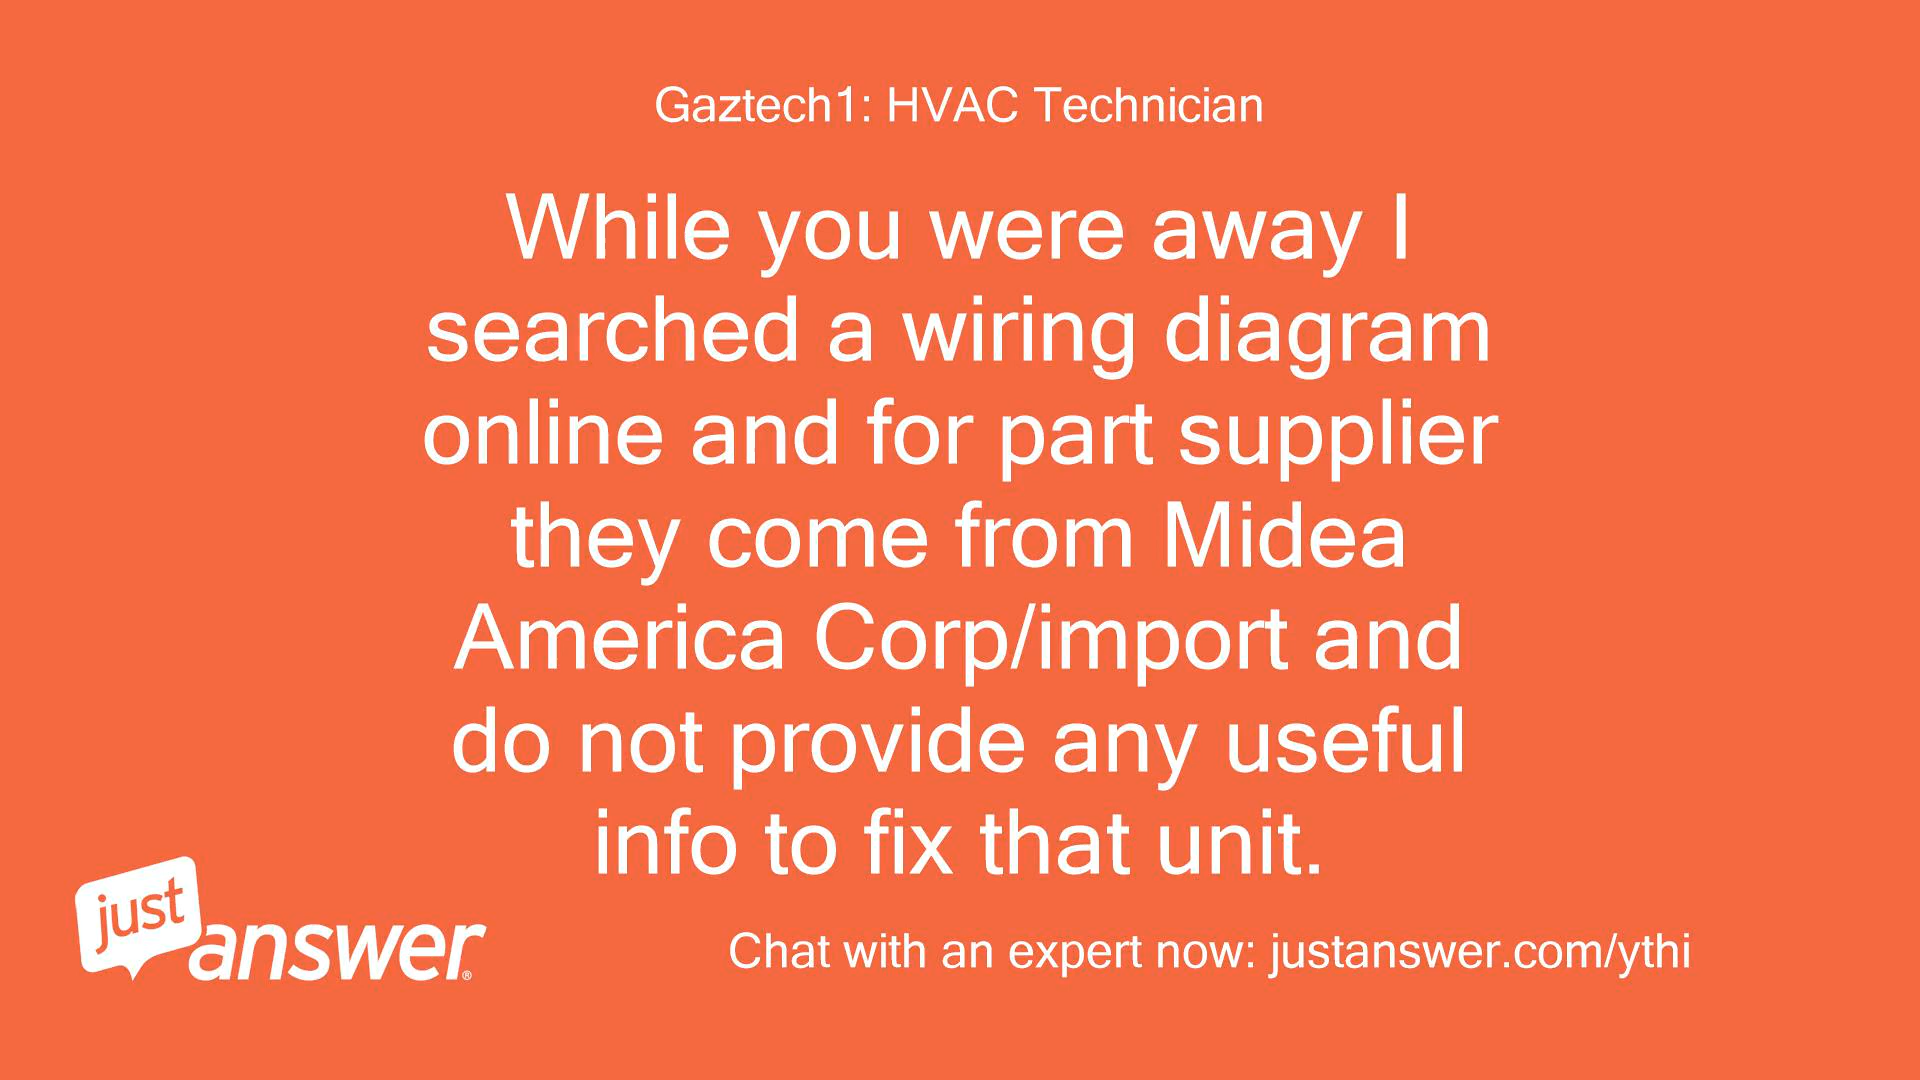 Gaztech1: HVAC Technician
While you were away I
searched a wiring diagram
online and for part supplier
they come from Midea
America Corp/import and
do not provide any useful
info to fix that unit.
just
answer®
Chat with an expert now: justanswer.com/ythi